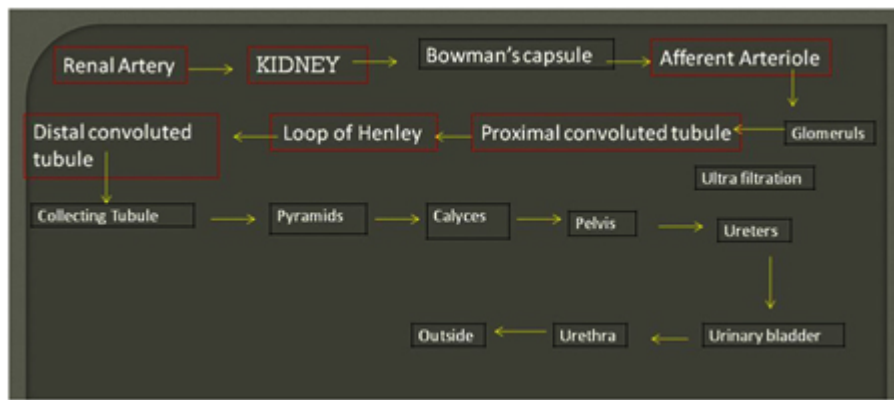 Renal Artery
KIDNEY
Bowman's capsule
Afferent Arteriole
Glomeruls
Proximal convoluted tubule
Loop of Henley
Distal convoluted
tubule
Ultra filtration
Collecting Tubule
Pyramids
Calyces
Pelvis
Ureters
Urinary bladder
Urethra
Outside